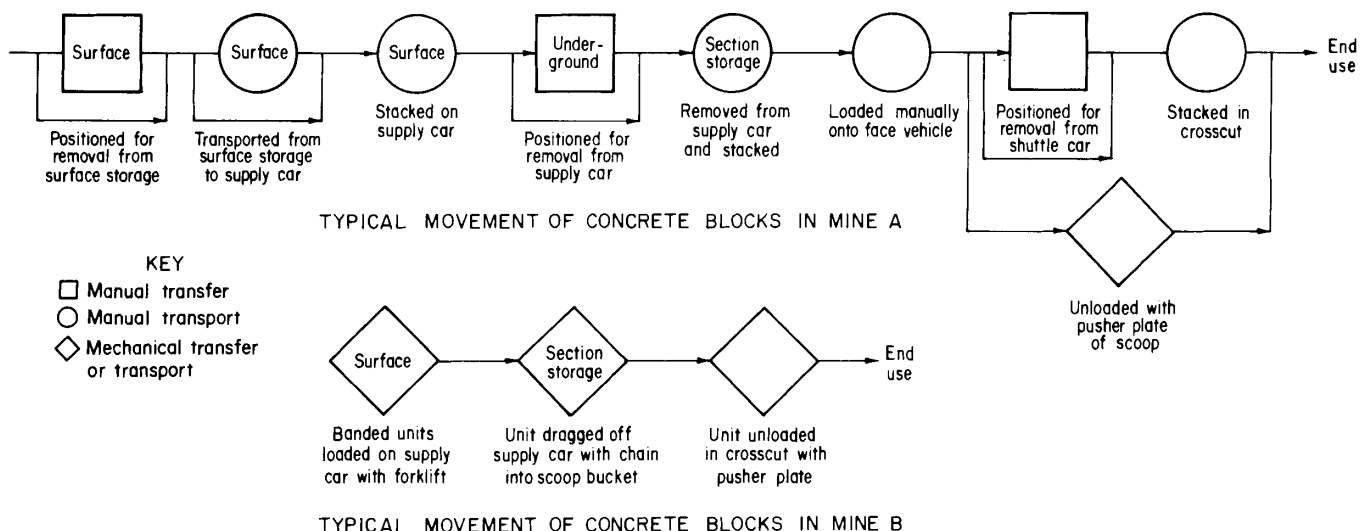 Surface
Positioned for
removal from
surface storage
Surface
Transported from
surface storage
to supply car
Surface
Stacked on
supply car
Under-
ground
Positioned for
removal from
supply car
Section
storage
Removed from
supply car
and stacked
Loaded manually
onto face vehicle
Positioned for
removal from
shuttle car
Stacked in
crosscut
End
use
Unloaded with
pusher plate
of scoop
TYPICAL MOVEMENT OF CONCRETE BLOCKS IN MINE A
KEY
Manual transfer
Manual transport
Mechanical transfer
or transport
Surface
Banded units
loaded on supply
car with forklift
Section
storage
Unit dragged off
supply car with chain
into scoop bucket
Unit unloaded
in crosscut with
pusher plate
End
use
TYPICAL MOVEMENT OF CONCRETE BLOCKS IN MINE B